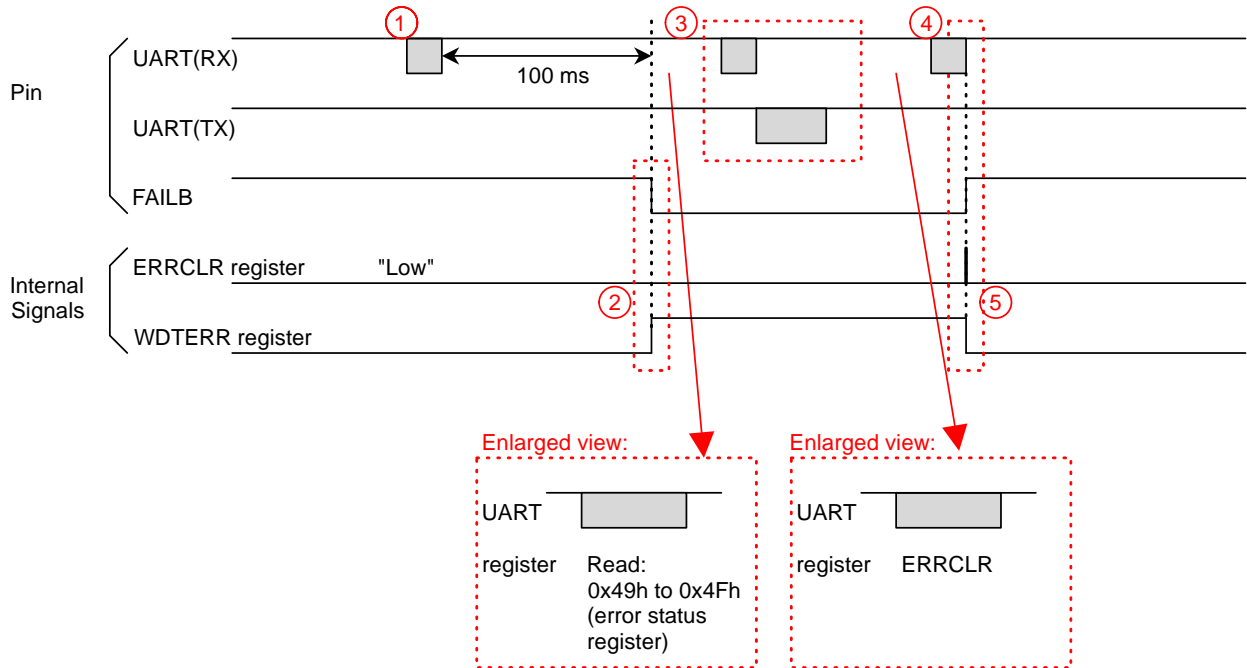 1
3
4
UART(RX)
100 ms
Pin
UART(TX)
FAILB
ERRCLR register
"Low"
Internal
Signals
2
5
WDTERR register
Enlarged view:
UART
register
Read:
0x49h to 0x4Fh
(error status
register)
Enlarged view:
UART
register
ERRCLR